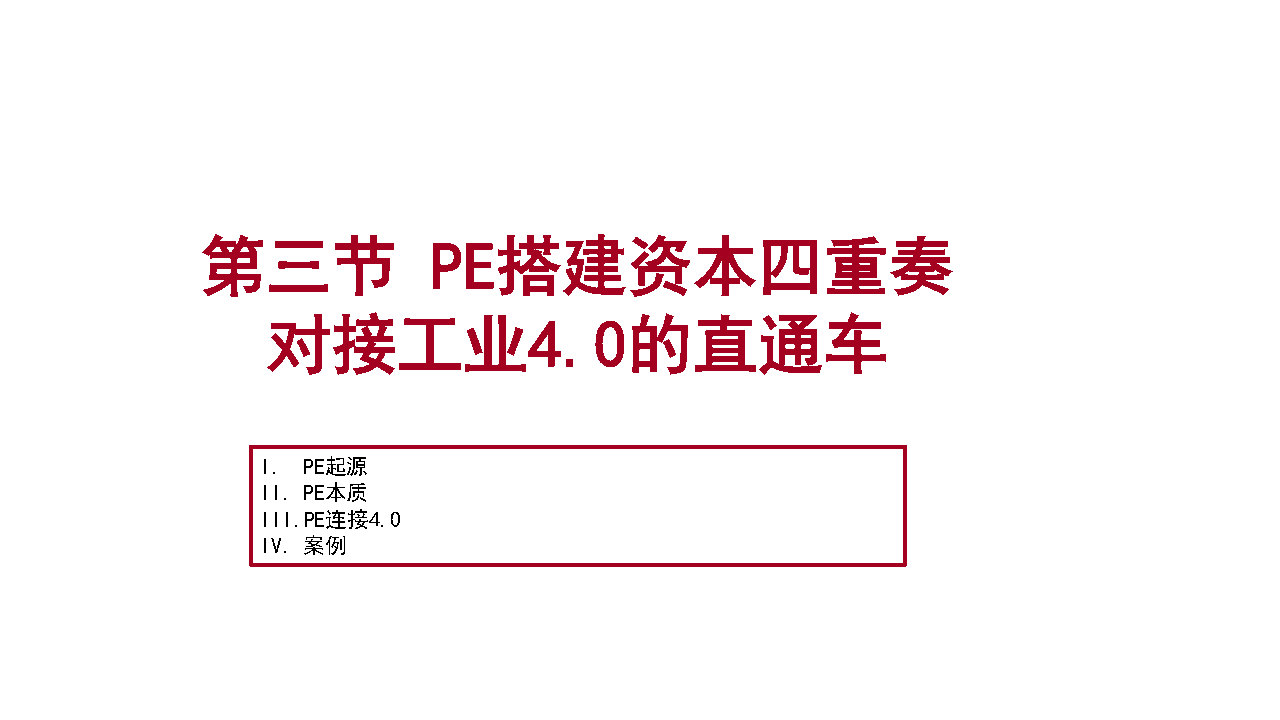 第三节 PE搭建资本四重奏
对接工业4.0的直通车
I. PE起源
II. PE本质
III.PE连接4.0
IV. 案例